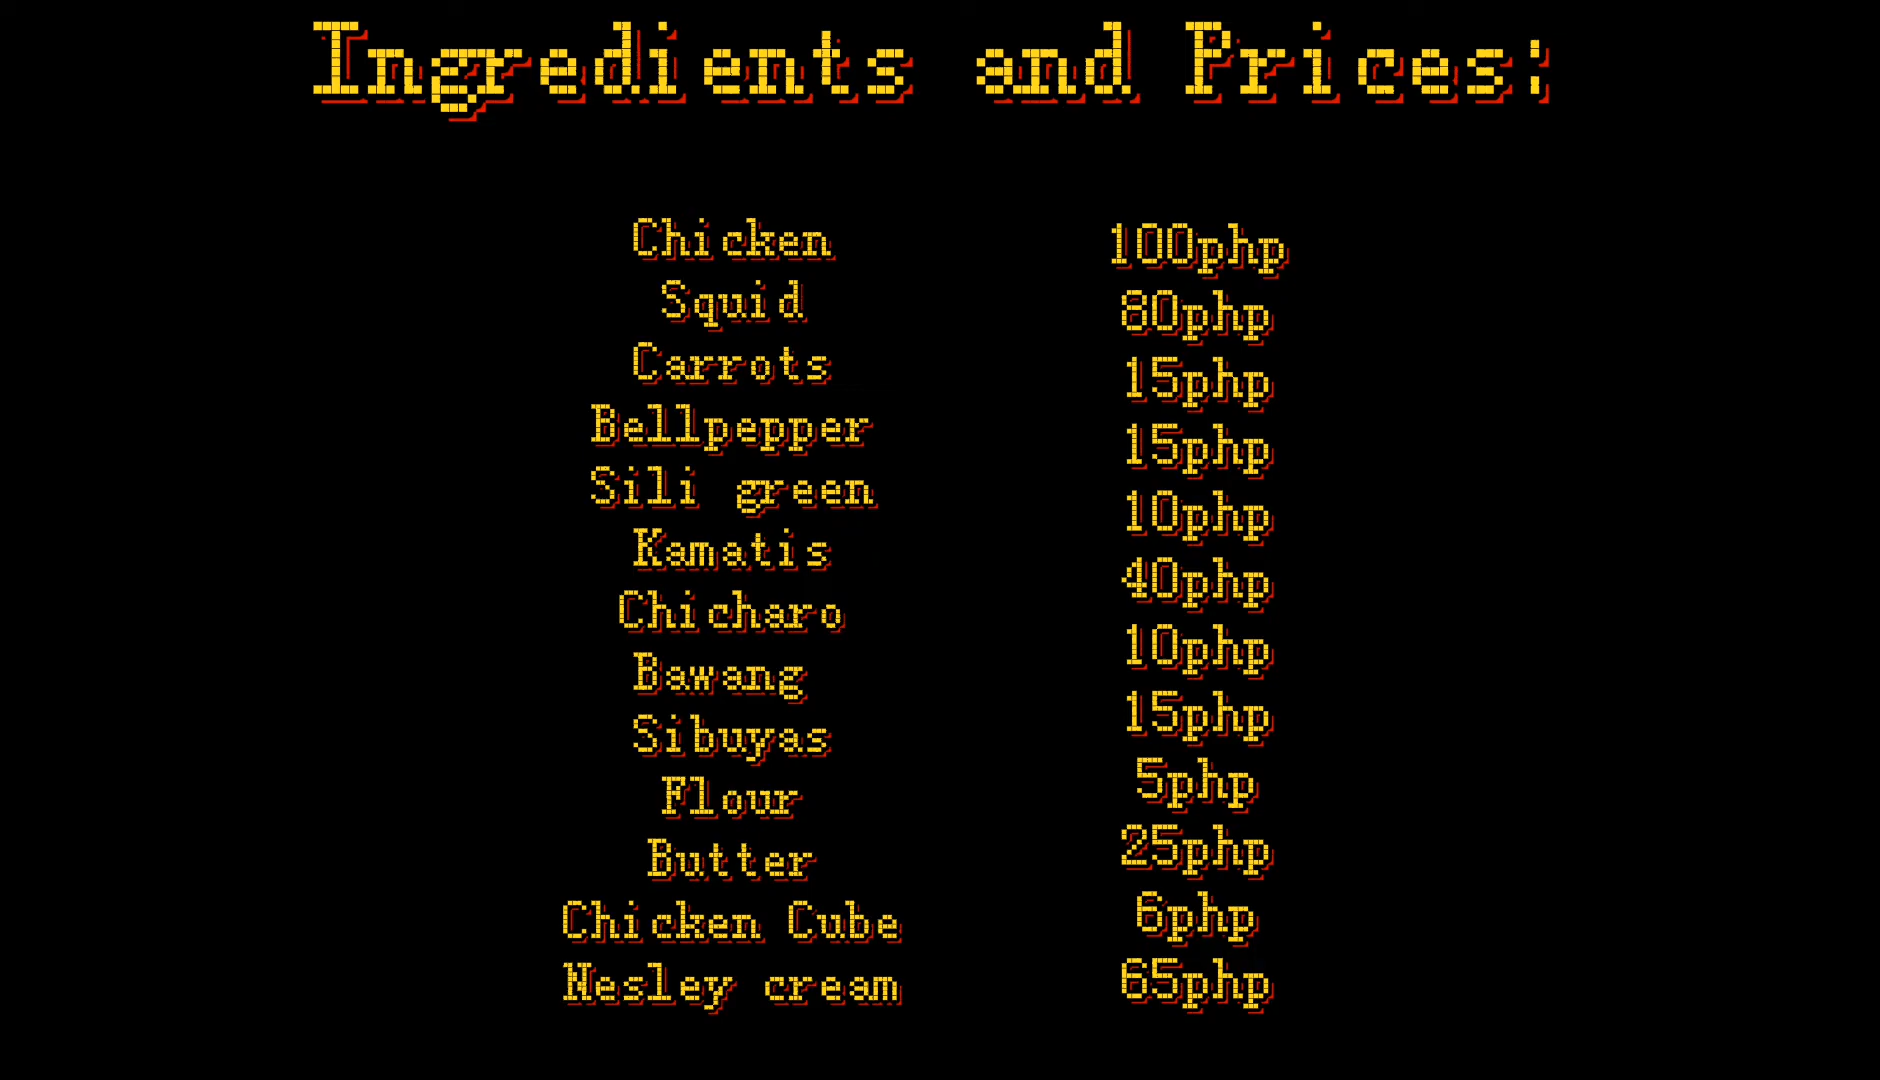 Ingredients and Prices:
Chicken
Squid
Carrots
Bellpepper
Sili green
Kamatis
Chicharo
Bawang
Sibuyas
Flour
Butter
Chicken Cube
Nesley cream
100php
80php
15php
15php
10php
40php
10php
15php
5php
25php
6php
65php